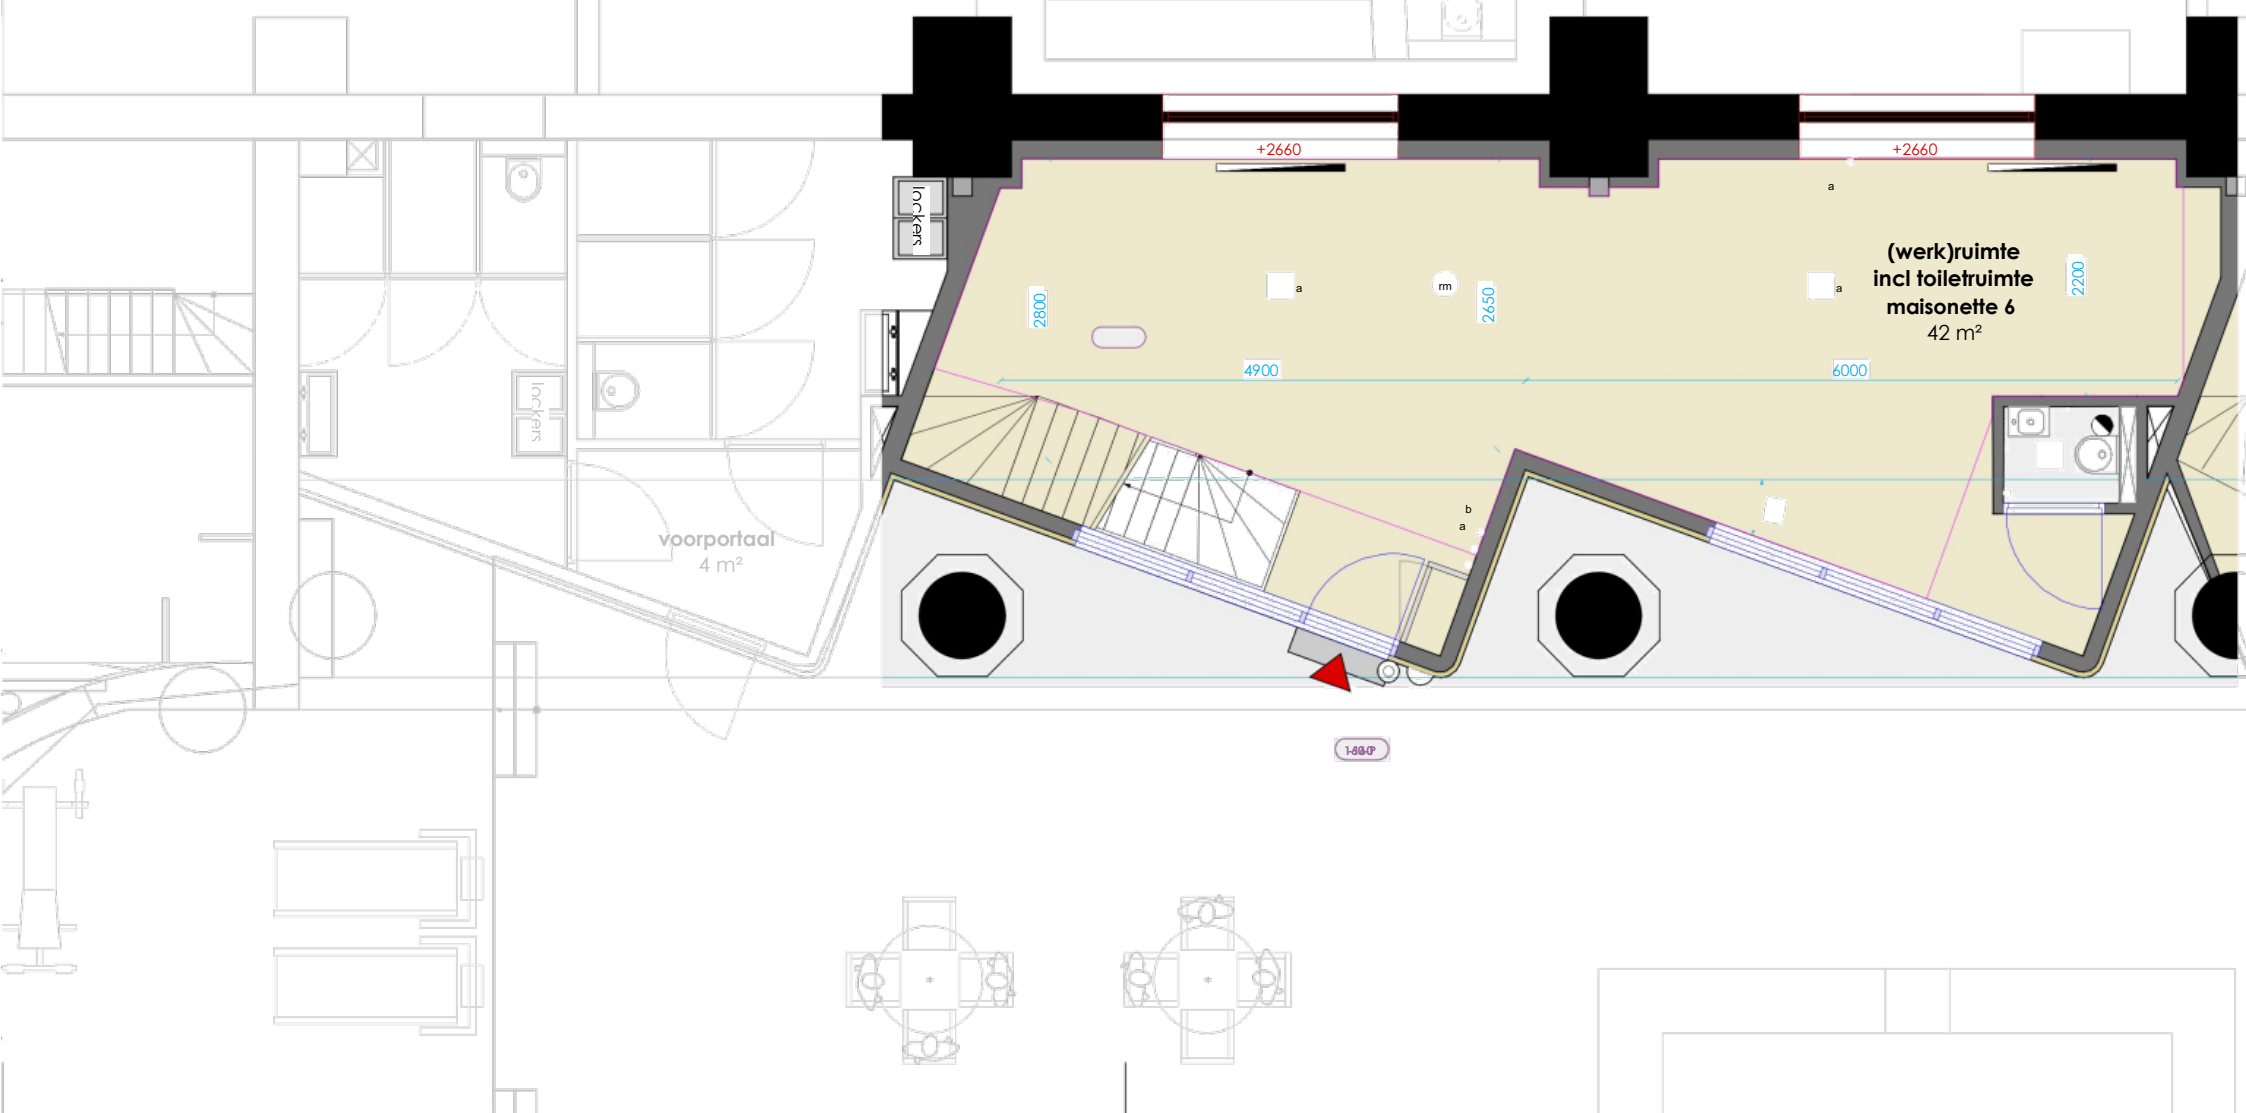 +2660
+2660
lockers
a
(werk)ruimte
incl toiletruimte
maisonette 6
42 m²
2200
a
rm
a
2800
2650
4900
6000
lockers
b
a
voorportaal
4 m²